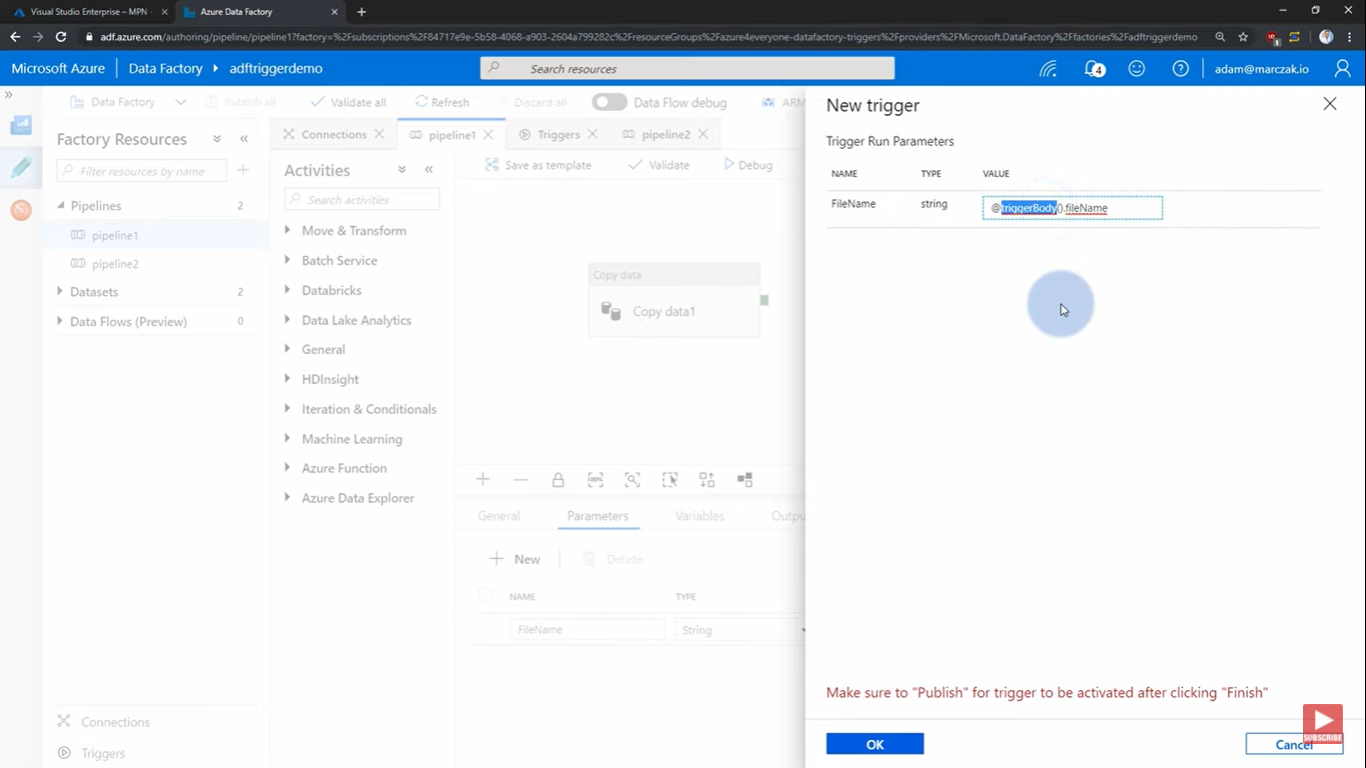 Visual Studio Enterprise – MPN -
Azure Data Factory
adf.azure.com/authoring/pipeline/pipeline1?factory=%2Fsubscriptions%2F84717e9e-5b58-4068-a903-2604a799282c%2FresourceGroups%2Fazure4everyone-datafactory-triggers%2Fproviders%2FMicrosoft.DataFactory%2Ffactories%2Fadftriggerdemo
Microsoft Azure
Data Factory
adftriggerdemo
Search resources
4
adam@marczak.io
Data Factory
Publish all
Validate all
Refresh
Discard all
Data Flow debug
ARM
New trigger
Factory Resources
Connections
pipeline1
Triggers
pipeline2
Trigger Run Parameters
Filter resources by name
Activities
Save as template
Validate
Debug
NAME TYPE VALUE
Search activities
FileName string @triggerBody().fileName
Pipelines 2
pipeline1
pipeline2
Datasets 2
Data Flows (Preview) 0
Move & Transform
Batch Service
Databricks
Data Lake Analytics
General
HDInsight
Iteration & Conditionals
Machine Learning
Azure Function
Azure Data Explorer
Copy data
Copy data1
100%
General
Parameters
Variables
Outpu
New
Delete
NAME TYPE
FileName String
Connections
Triggers
Make sure to "Publish" for trigger to be activated after clicking "Finish"
OK
Cancel
SUBSCRIBE